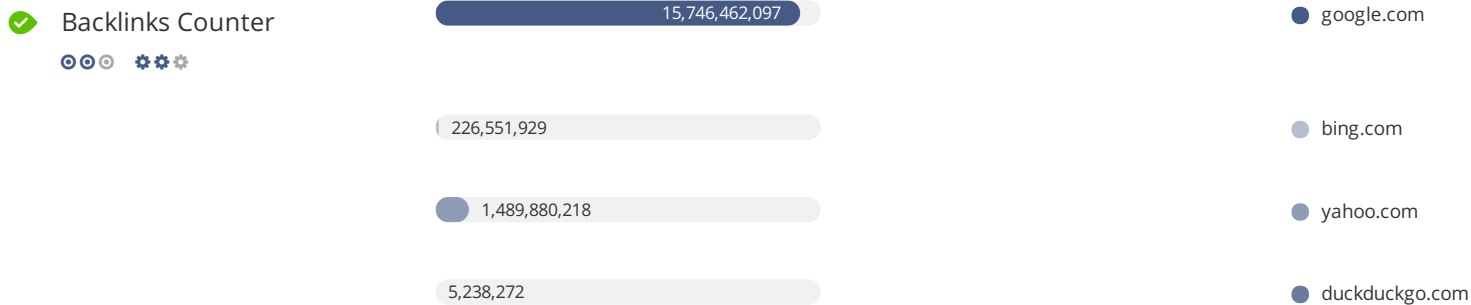 Backlinks Counter
15,746,462,097
google.com
226,551,929
bing.com
1,489,880,218
yahoo.com
5,238,272
duckduckgo.com